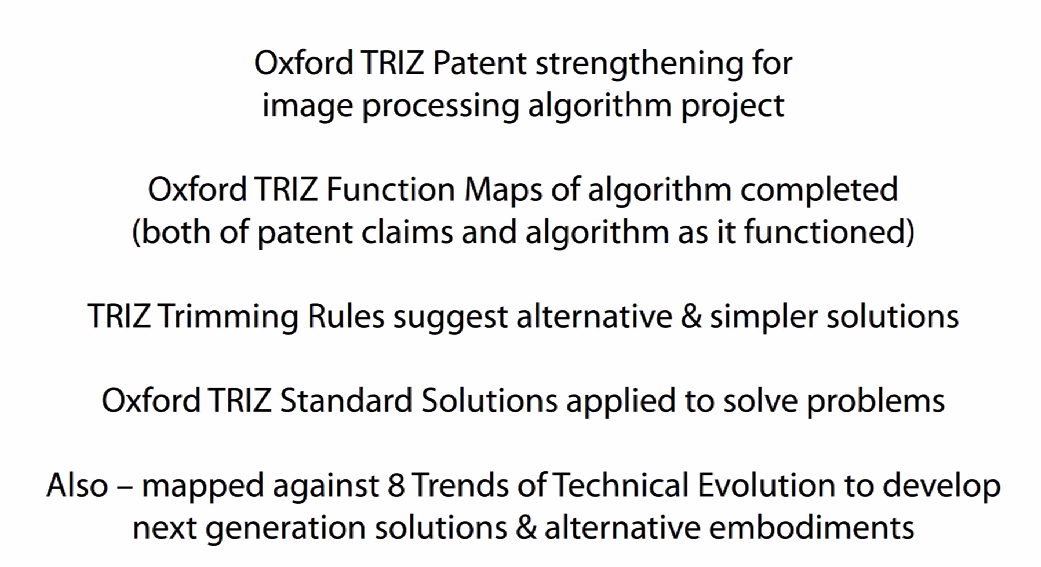 Oxford TRIZ Patent strengthening for
image processing algorithm project
Oxford TRIZ Function Maps of algorithm completed
(both of patent claims and algorithm as it functioned)
TRIZ Trimming Rules suggest alternative & simpler solutions
Oxford TRIZ Standard Solutions applied to solve problems
Also – mapped against 8 Trends of Technical Evolution to develop
next generation solutions & alternative embodiments